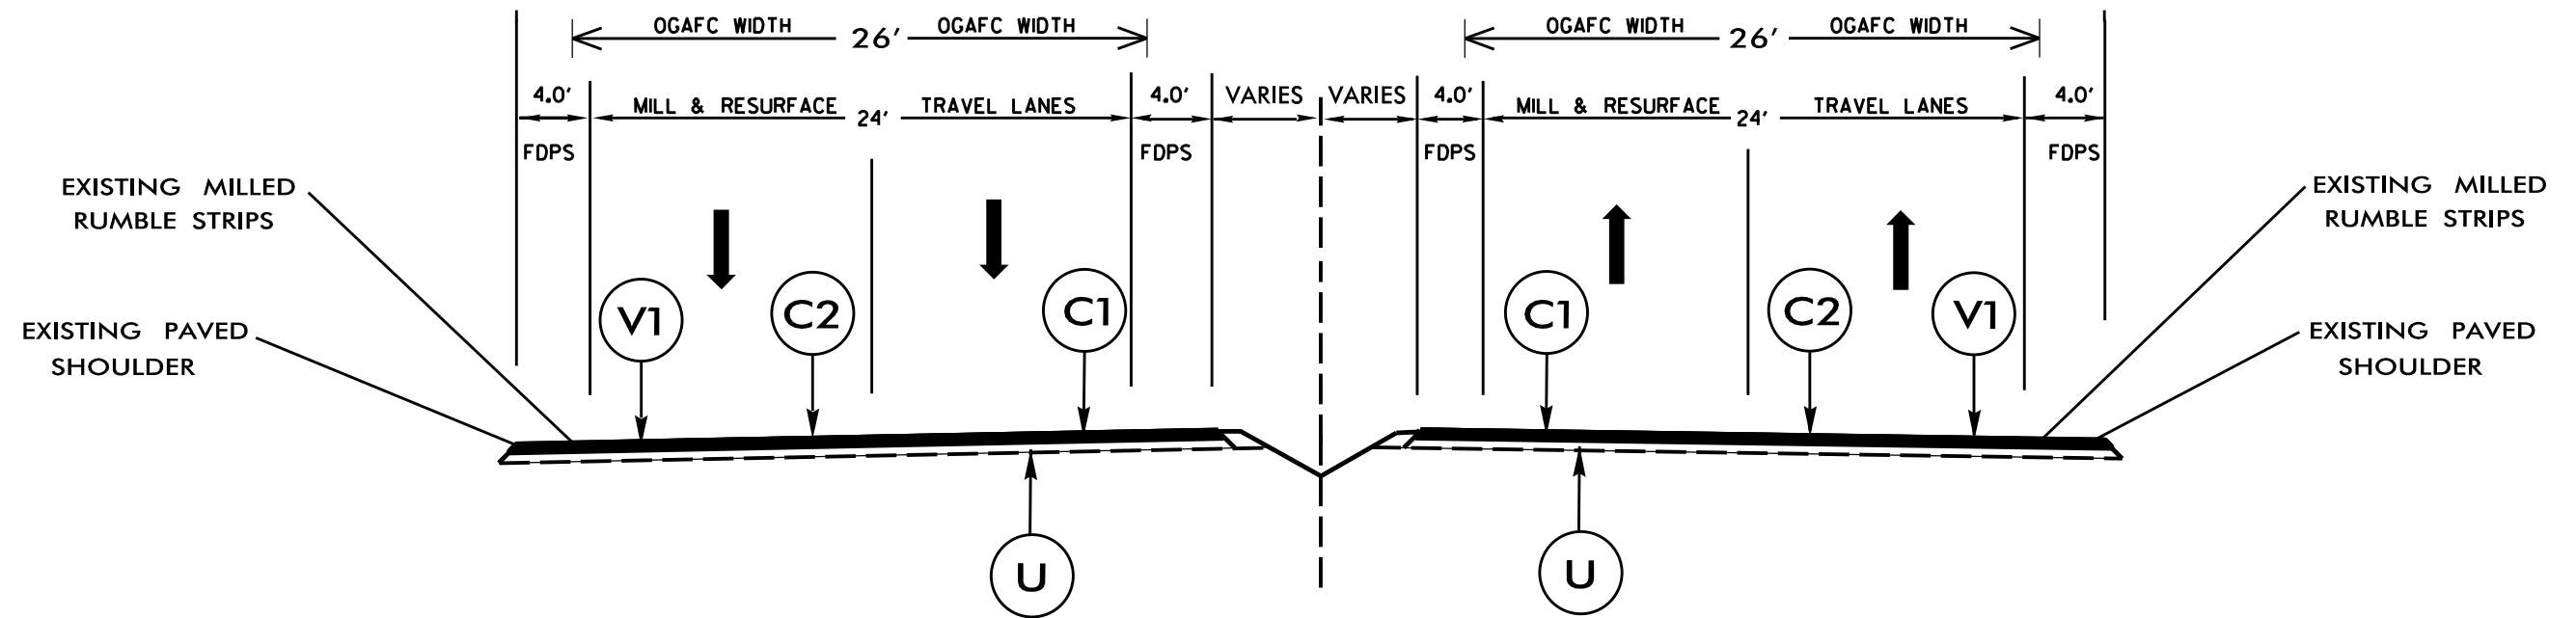 OGAFC WIDTH 26' OGAFC WIDTH OGAFC WIDTH 26' OGAFC WIDTH
4.0' MILL & RESURFACE 24' TRAVEL LANES 4.0' VARIES VARIES 4.0' MILL & RESURFACE 24' TRAVEL LANES 4.0'
FDPS FDPS FDPS FDPS
EXISTING MILLED
RUMBLE STRIPS
EXISTING MILLED
RUMBLE STRIPS
V1 C2 C1 C1 C2 V1
EXISTING PAVED
SHOULDER
EXISTING PAVED
SHOULDER
U U